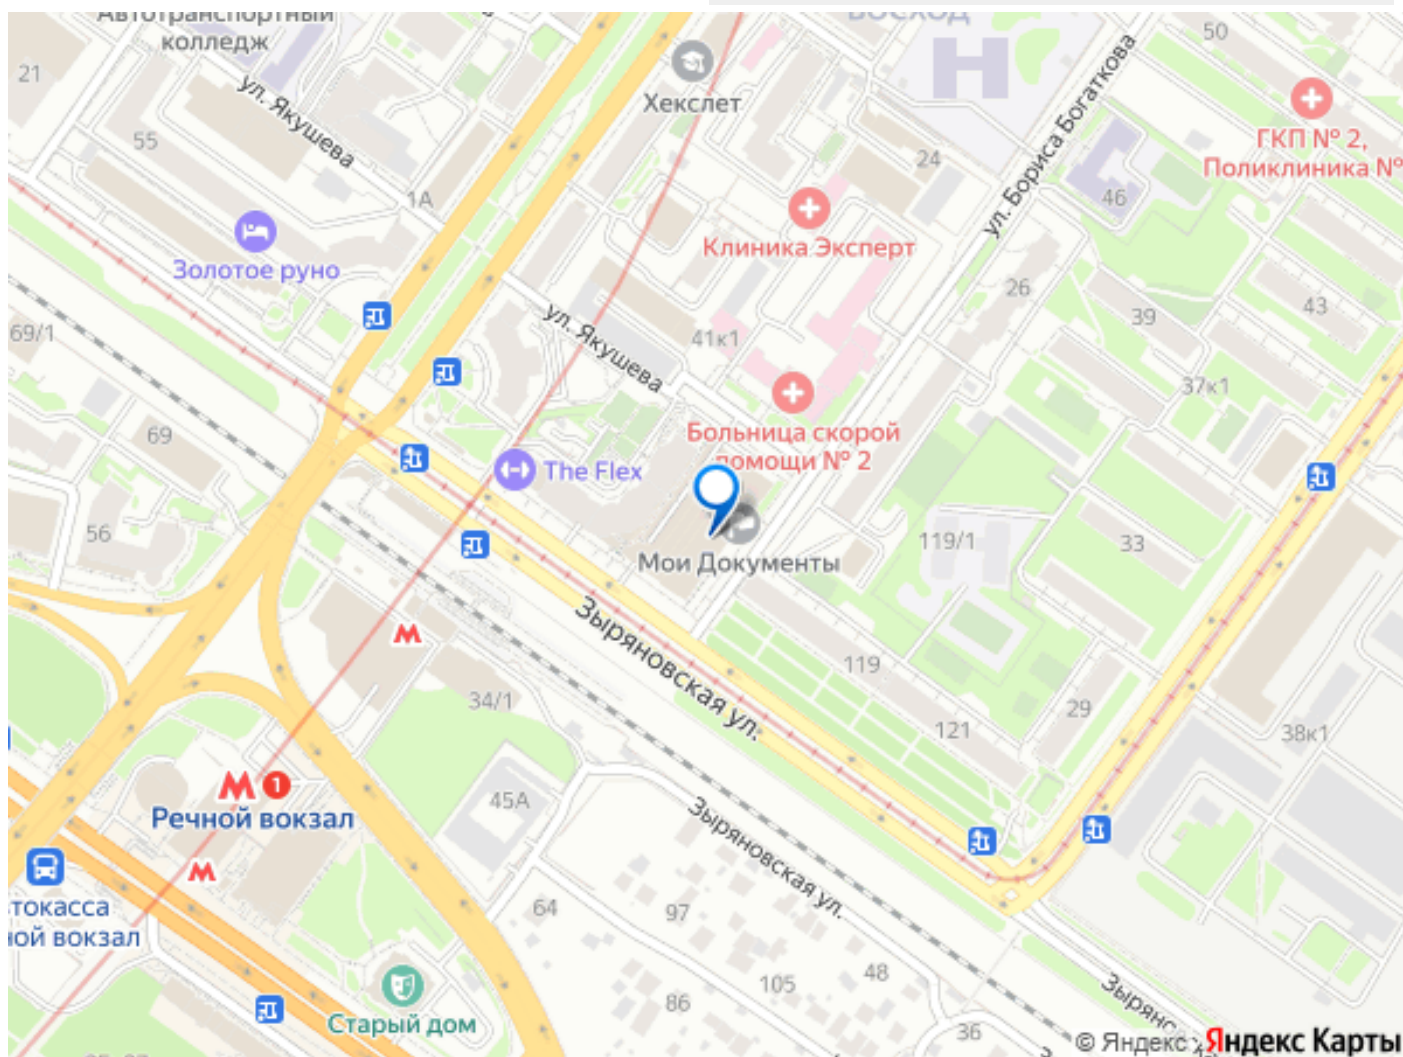 Автотранспортный
колледж
ВОСХОД
50
21
Хекслет
ул. Якушева
ул. Бориса Богаткова
ГКП № 2,
Поликлиника №
55
24
46
1А
Клиника Эксперт
Золотое руно
26
43
69/1
39
ул. Якушева
41к1
37к1
69
Больница скорой
помощи № 2
The Flex
56
119/1
33
Мои Документы
Зыряновская ул.
М
119
34/1
121
29
38к1
М 1
Речной вокзал
45А
Зыряновская ул.
М
64
97
48
105
86
Старый дом
36
© Яндекс Яндекс Карты